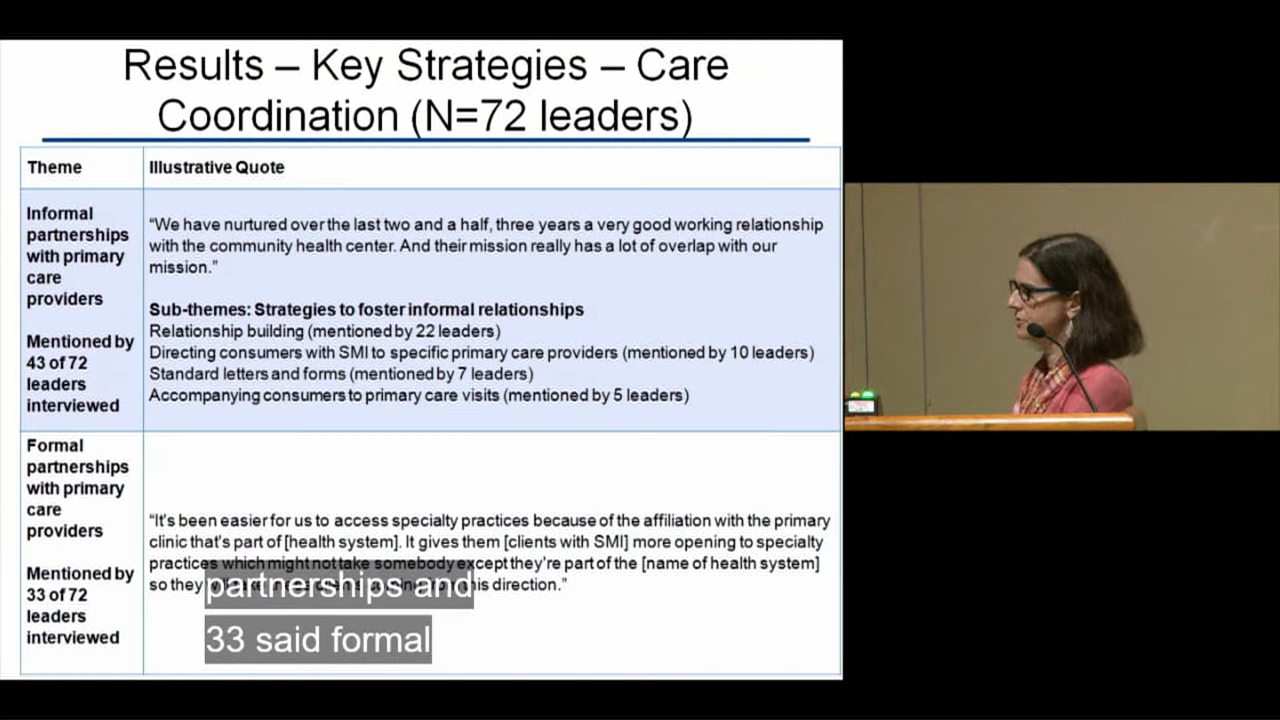 Results – Key Strategies – Care
Coordination (N=72 leaders)
Theme
Illustrative Quote
Informal
partnerships
with primary
care
providers
Mentioned by
43 of 72
leaders
interviewed
“We have nurtured over the last two and a half, three years a very good working relationship
with the community health center. And their mission really has a lot of overlap with our
mission.”
Sub-themes: Strategies to foster informal relationships
Relationship building (mentioned by 22 leaders)
Directing consumers with SMI to specific primary care providers (mentioned by 10 leaders)
Standard letters and forms (mentioned by 7 leaders)
Accompanying consumers to primary care visits (mentioned by 5 leaders)
Formal
partnerships
with primary
care
providers
Mentioned by
33 of 72
leaders
interviewed
“It's been easier for us to access specialty practices because of the affiliation with the primary
clinic that's part of [health system]. It gives them [clients with SMI] more opening to specialty
practices which might not take somebody except they're part of the [name of health system]
so they this direction.”
partnerships and
33 said formal